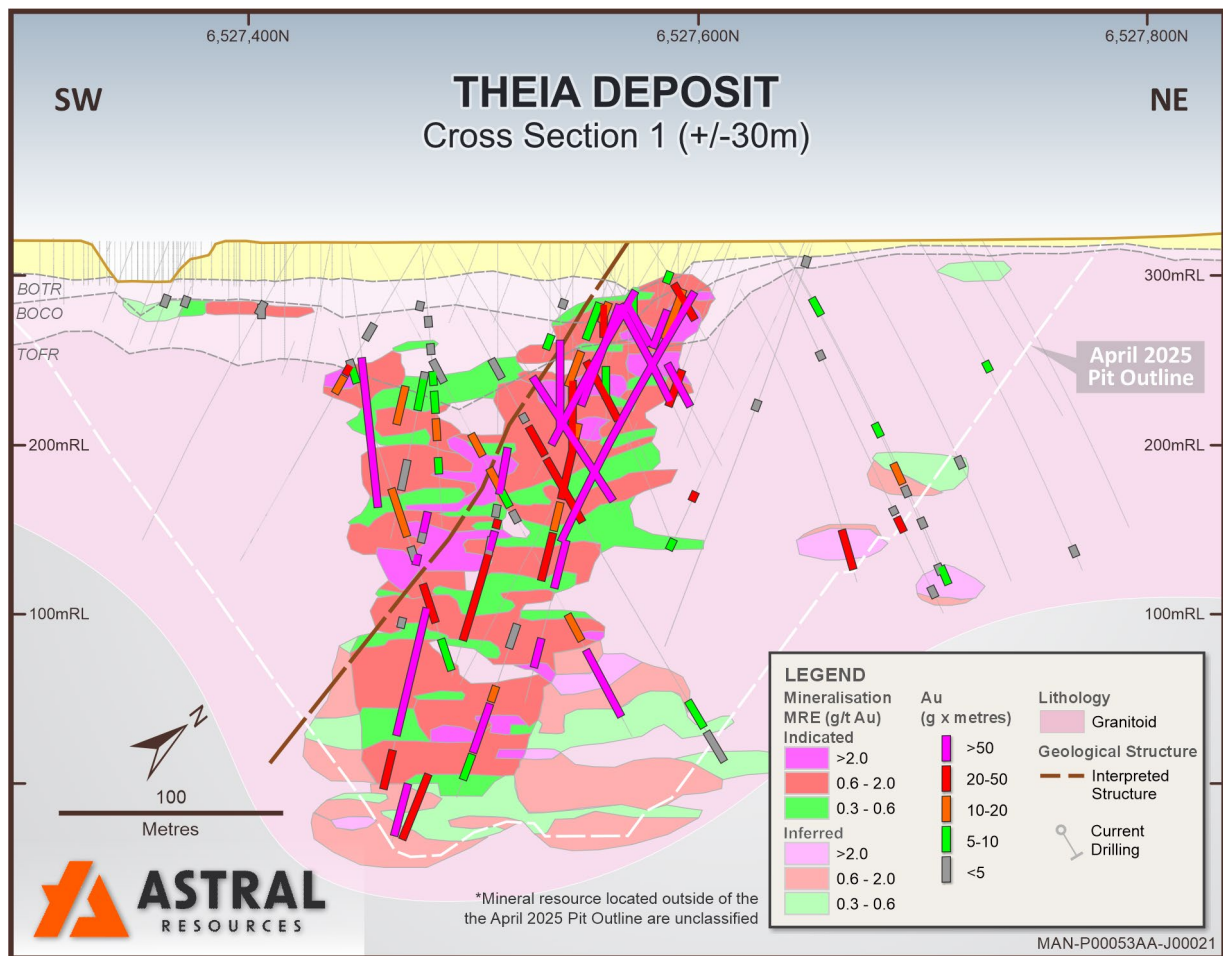 6,527,400N
6,527,600N
6,527,800N
SW
THEIA DEPOSIT
NE
Cross Section 1 (+/-30m)
BOTR
BOCO
TOFR
300mRL
April 2025
Pit Outline
200mRL
200mRL
100mRL
100mRL
N
100
Metres
ASTRAL
RESOURCES
*Mineral resource located outside of the
the April 2025 Pit Outline are unclassified
LEGEND
Mineralisation
MRE (g/t Au)
Indicated
>2.0
0.6 - 2.0
0.3 - 0.6
Inferred
>2.0
0.6 - 2.0
0.3 - 0.6
Au
(g x metres)
>50
20-50
10-20
5-10
<5
Lithology
Granitoid
Geological Structure
Interpreted
Structure
Current
Drilling
MAN-P00053AA-J00021